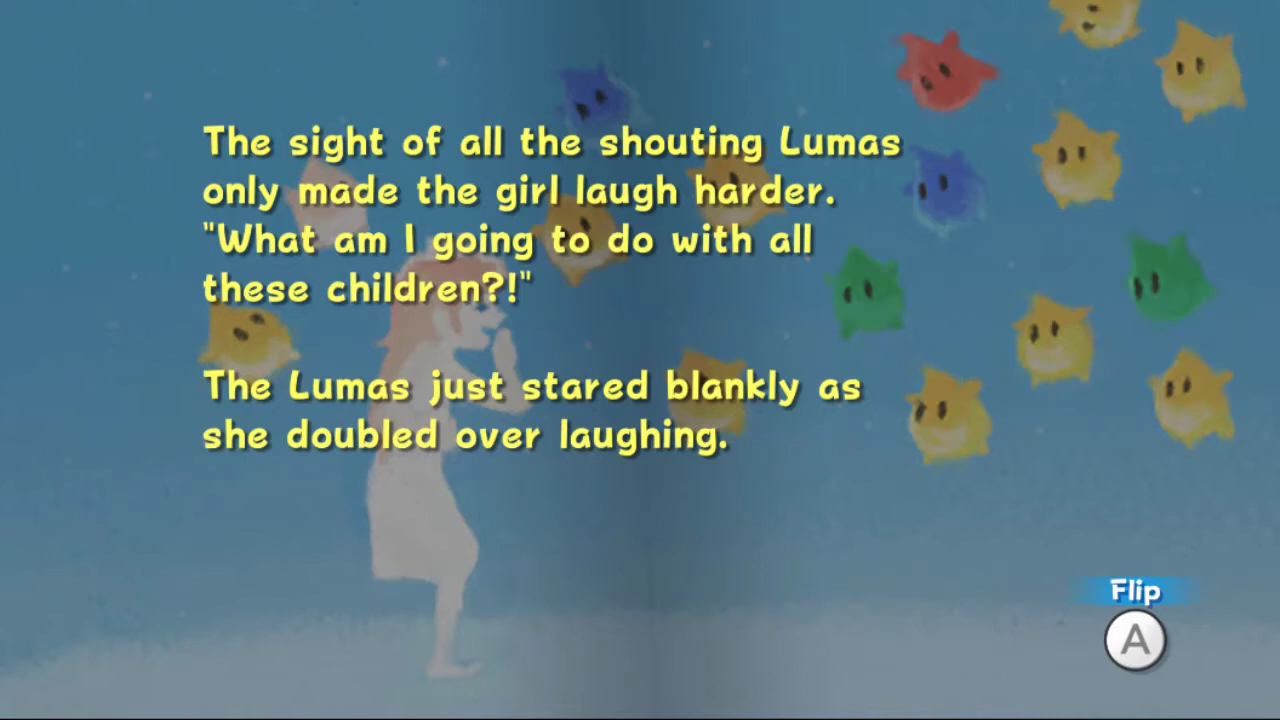 The sight of all the shouting Lumas
only made the girl laugh harder.
"What am I going to do with all
these children?!"
The Lumas just stared blankly as
she doubled over laughing.
Flip
A